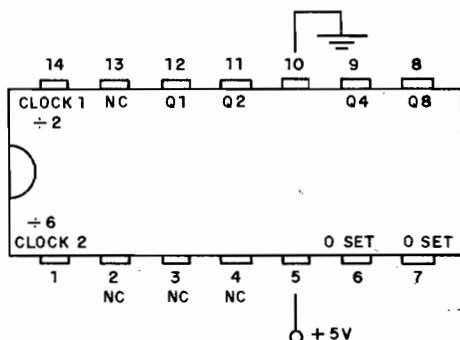 14 13 12 11 10 9 8
CLOCK 1 NC Q1 Q2 Q4 Q8
÷2
÷6
CLOCK 2 0 SET 0 SET
1 2 3 4 5 6 7
NC NC NC
+5V